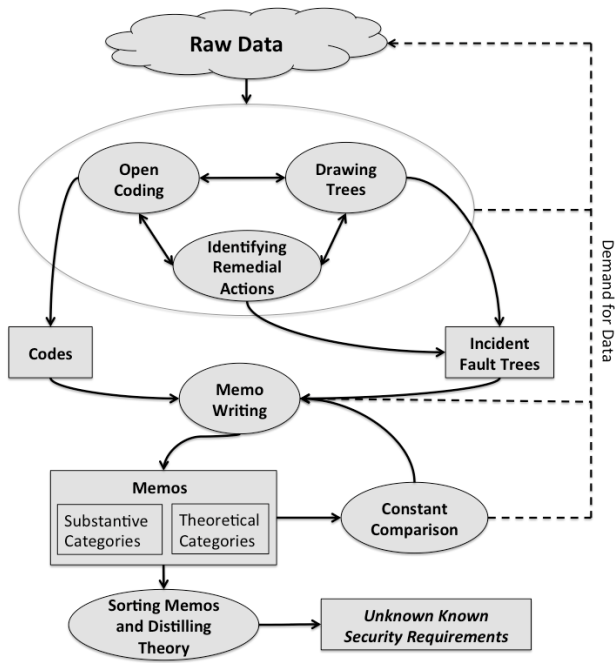 Raw Data
Open
Coding
Drawing
Trees
Identifying
Remedial
Actions
Demand for Data
Codes
Incident
Fault Trees
Memo
Writing
Memos
Substantive
Categories
Theoretical
Categories
Constant
Comparison
Sorting Memos
and Distilling
Theory
Unknown Known
Security Requirements